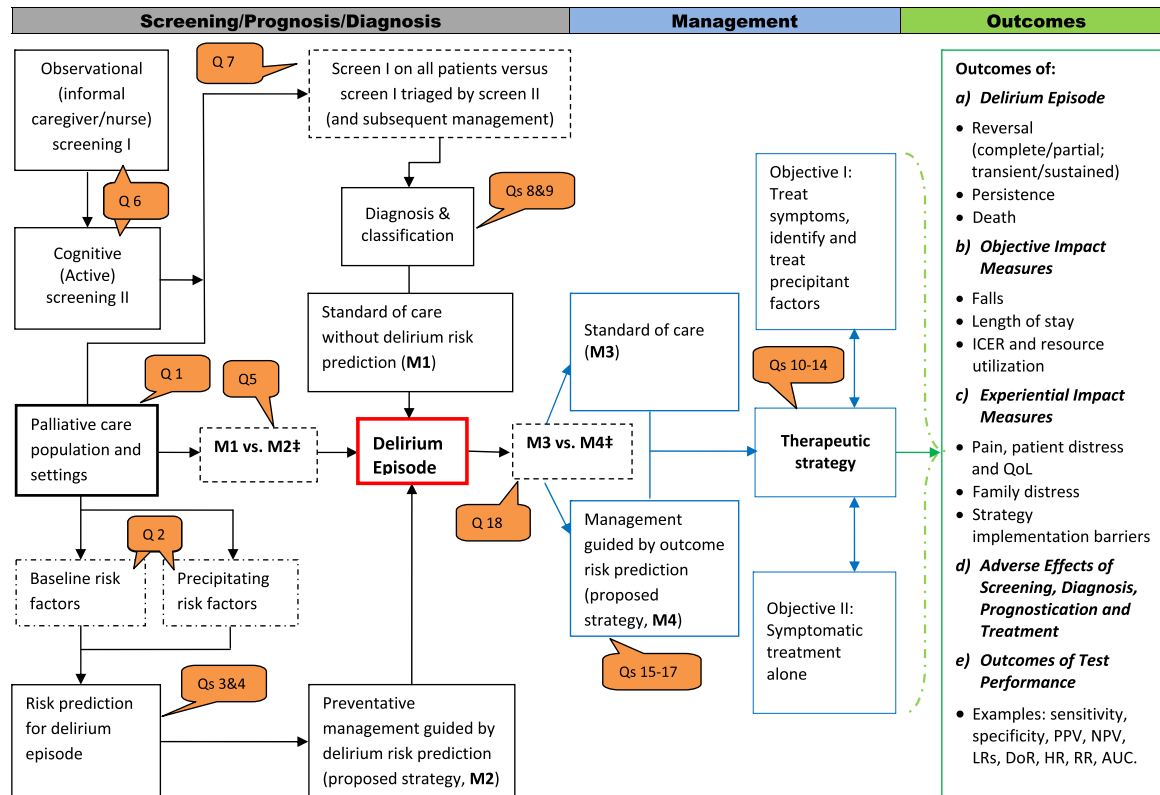 Screening/Prognosis/Diagnosis
Management
Outcomes
Observational
(informal
caregiver/nurse)
screening I
Q 6
Cognitive
(Active)
screening II
Q 7
Screen I on all patients versus
screen I triaged by screen II
(and subsequent management)
Qs 8&9
Diagnosis &
classification
Standard of care
without delirium risk
prediction (M1)
Q 1
Palliative care
population and
settings
Q5
M1 vs. M2‡
Delirium
Episode
M3 vs. M4‡
Q 18
Q 2
Baseline risk
factors
Precipitating
risk factors
Qs 3&4
Risk prediction
for delirium
episode
Preventative
management guided by
delirium risk prediction
(proposed strategy, M2)
Standard of care
(M3)
Management
guided by outcome
risk prediction
(proposed
strategy, M4)
Qs 15-17
Objective I:
Treat
symptoms,
identify and
treat
precipitant
factors
Qs 10-14
Therapeutic
strategy
Objective II:
Symptomatic
treatment
alone
Outcomes of:
a) Delirium Episode
• Reversal
(complete/partial;
transient/sustained)
• Persistence
• Death
b) Objective Impact
Measures
• Falls
• Length of stay
• ICER and resource
utilization
c) Experiential Impact
Measures
• Pain, patient distress
and QoL
• Family distress
• Strategy
implementation barriers
d) Adverse Effects of
Screening, Diagnosis,
Prognostication and
Treatment
e) Outcomes of Test
Performance
• Examples: sensitivity,
specificity, PPV, NPV,
LRs, DoR, HR, RR, AUC.